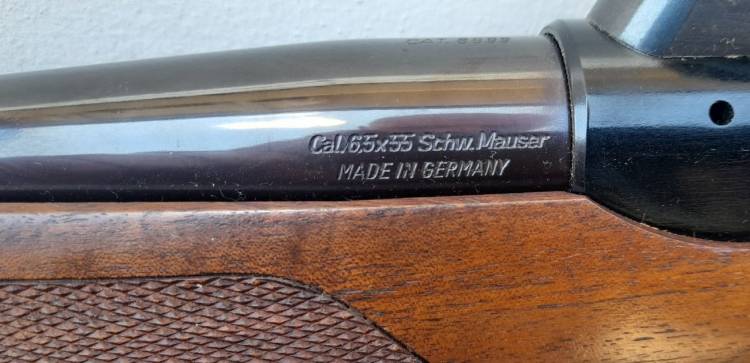 Cal. 6,5x55 Schw. Mauser
MADE IN GERMANY